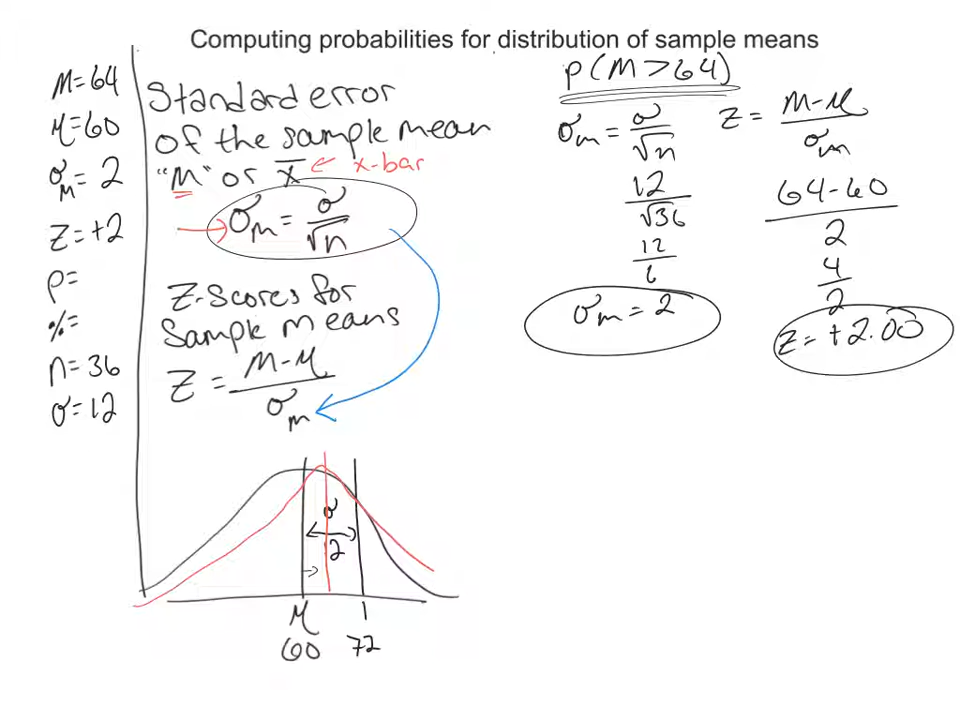 Computing probabilities for distribution of sample means
M=64
μ=60
σM=2
Z=+2
p=
%=
n=36
σ=12
Standard error
of the sample mean
"M" or x̄ ← x-bar
σm = σ/√n
Z-Scores for
Sample means
Z = M-μ/σm
σ
2
μ
60 72
p(M>64)
σm = σ/√n
12/√36
12/6
σm = 2
Z = M-μ/σm
64-60/2
4/2
Z = +2.00